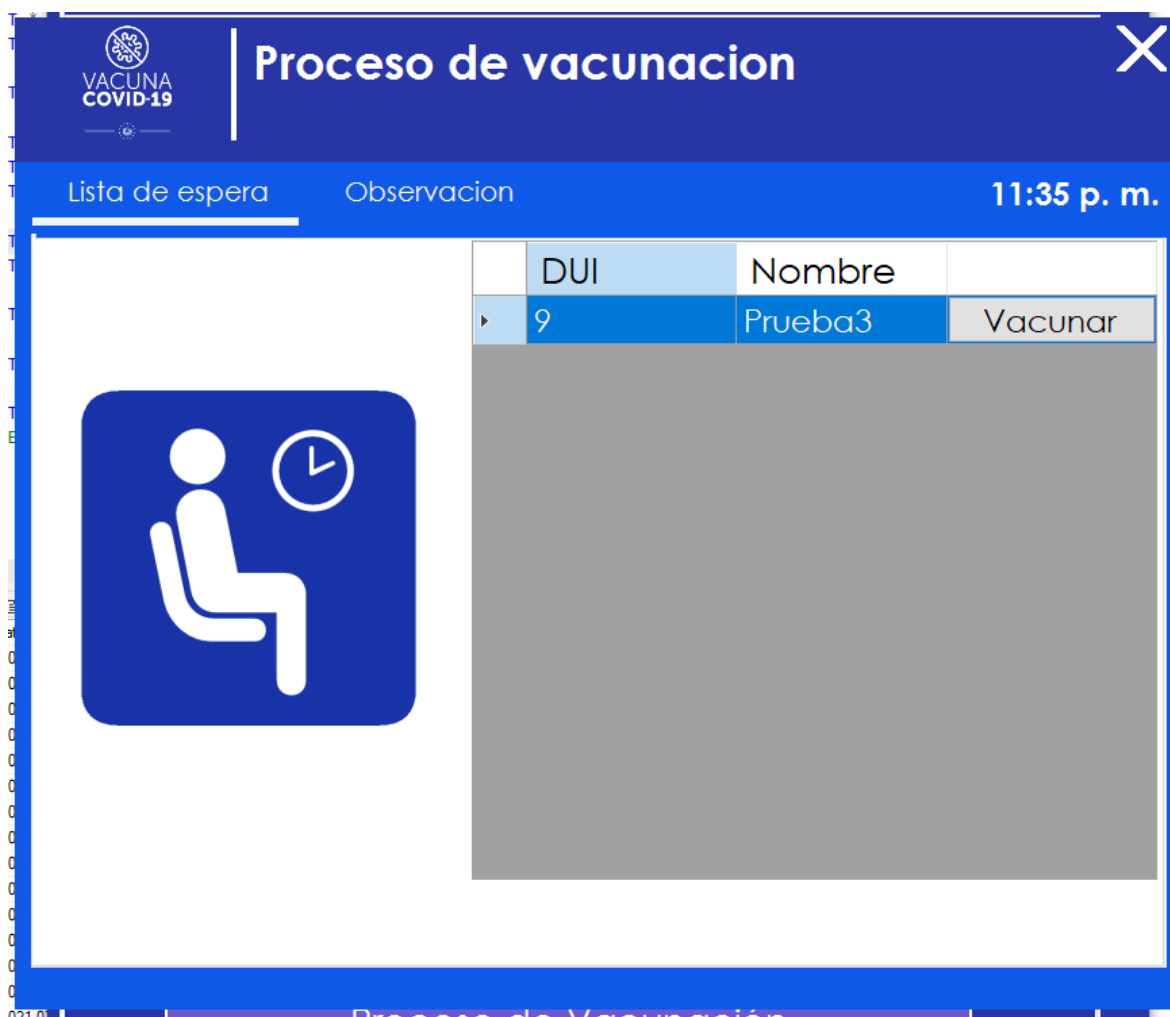 VACUNA
COVID-19
Proceso de vacunacion
Lista de espera
Observacion
11:35 p. m.
DUI
Nombre
9
Prueba3
Vacunar